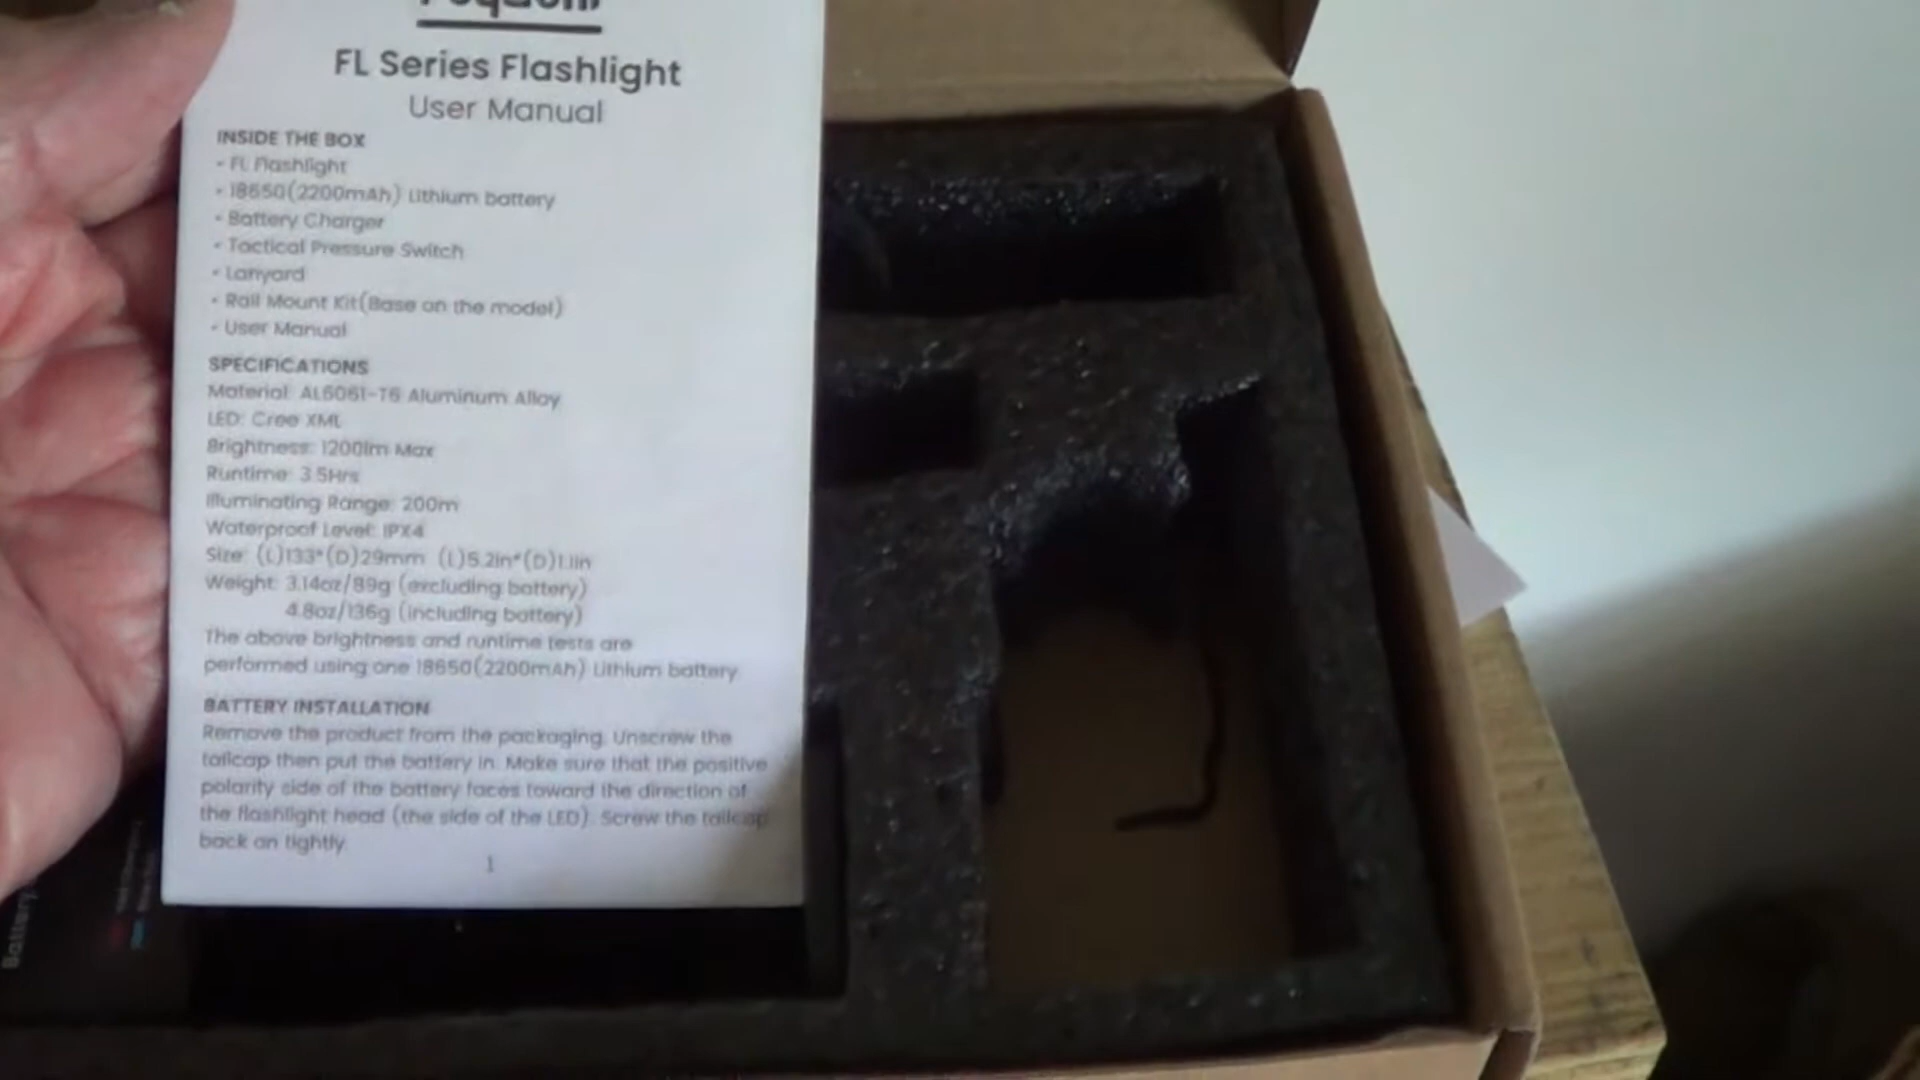 FL Series Flashlight
User Manual
INSIDE THE BOX
- FL Flashlight
- 18650(2200mAh) Lithium battery
- Battery Charger
- Tactical Pressure Switch
- Lanyard
- Rail Mount Kit(Base on the model)
- User Manual
SPECIFICATIONS
Material: AL6061-T6 Aluminum Alloy
LED: Cree XML
Brightness: 1200lm Max
Runtime: 3.5Hrs
Illuminating Range: 200m
Waterproof Level: IPX4
Size: (L)133*(D)29mm (L)5.2in*(D)1.1in
Weight: 3.14oz/89g (excluding battery)
4.8oz/136g (including battery)
The above brightness and runtime tests are
performed using one 18650(2200mAh) Lithium battery
BATTERY INSTALLATION
Remove the product from the packaging. Unscrew the
tailcap then put the battery in. Make sure that the positive
polarity side of the battery faces toward the direction of
the flashlight head (the side of the LED). Screw the tailcap
back on tightly.
1
Battery